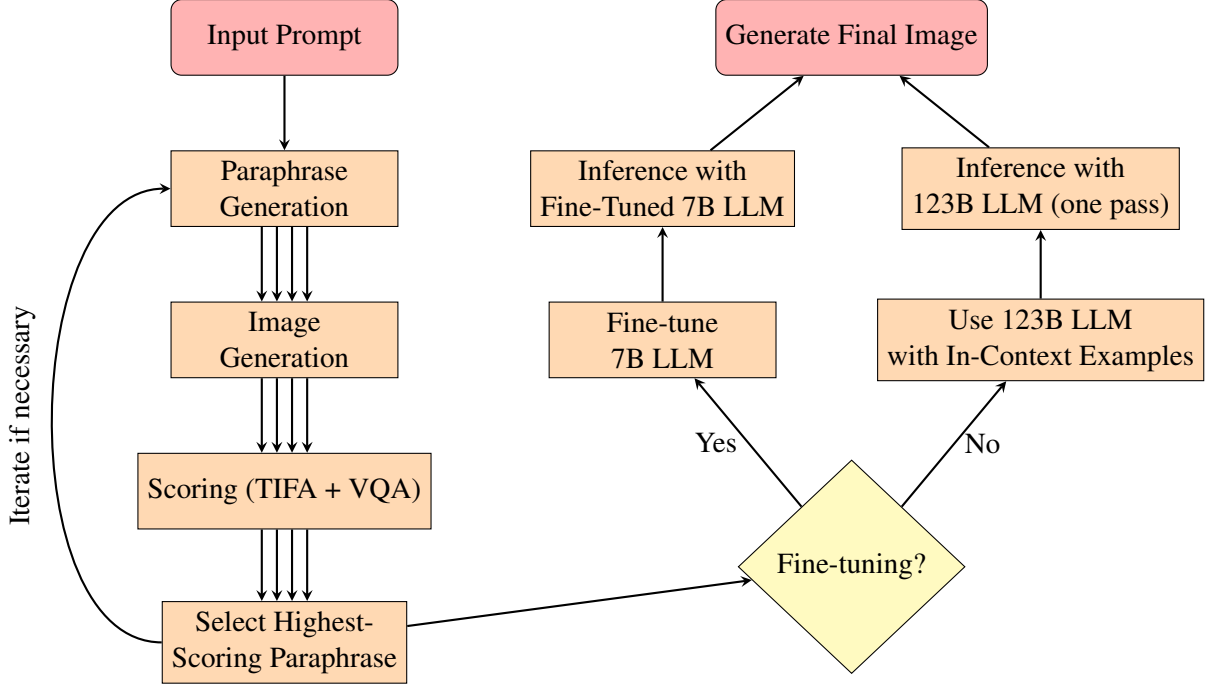 Input Prompt
Paraphrase
Generation
Image
Generation
Scoring (TIFA + VQA)
Select Highest-
Scoring Paraphrase
Iterate if necessary
Fine-tuning?
Yes
No
Fine-tune
7B LLM
Use 123B LLM
with In-Context Examples
Inference with
Fine-Tuned 7B LLM
Inference with
123B LLM (one pass)
Generate Final Image